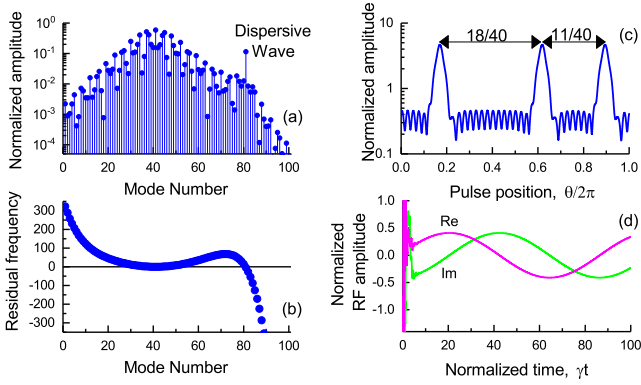 Normalized amplitude
10⁰
10⁻¹
10⁻²
10⁻³
10⁻⁴
Dispersive
Wave
(a)
0 20 40 60 80 100
Mode Number
Normalized amplitude
5
1
0.1
18/40
11/40
(c)
0.0 0.2 0.4 0.6 0.8 1.0
Pulse position, θ/2π
Residual frequency
300
200
100
0
-100
-200
-300
(b)
0 20 40 60 80 100
Mode Number
Normalized
RF amplitude
1.0
0.5
0.0
-0.5
-1.0
Re
Im
(d)
0 20 40 60 80 100
Normalized time, γt